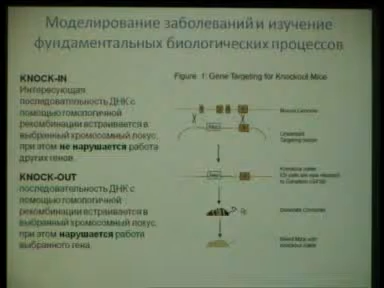 Моделирование заболеваний и изучение
фундаментальных биологических процессов
KNOCK-IN
Интересующая
последовательность ДНК с
помощью гомологичной
рекомбинации встраивается в
выбранный хромосомный локус,
при этом не нарушается работа
других генов.
KNOCK-OUT
последовательность ДНК с
помощью гомологичной
рекомбинации встраивается в
выбранный хромосомный локус,
при этом нарушается работа
выбранного гена.
Figure 1: Gene Targeting for Knockout Mice
Targeting Vector